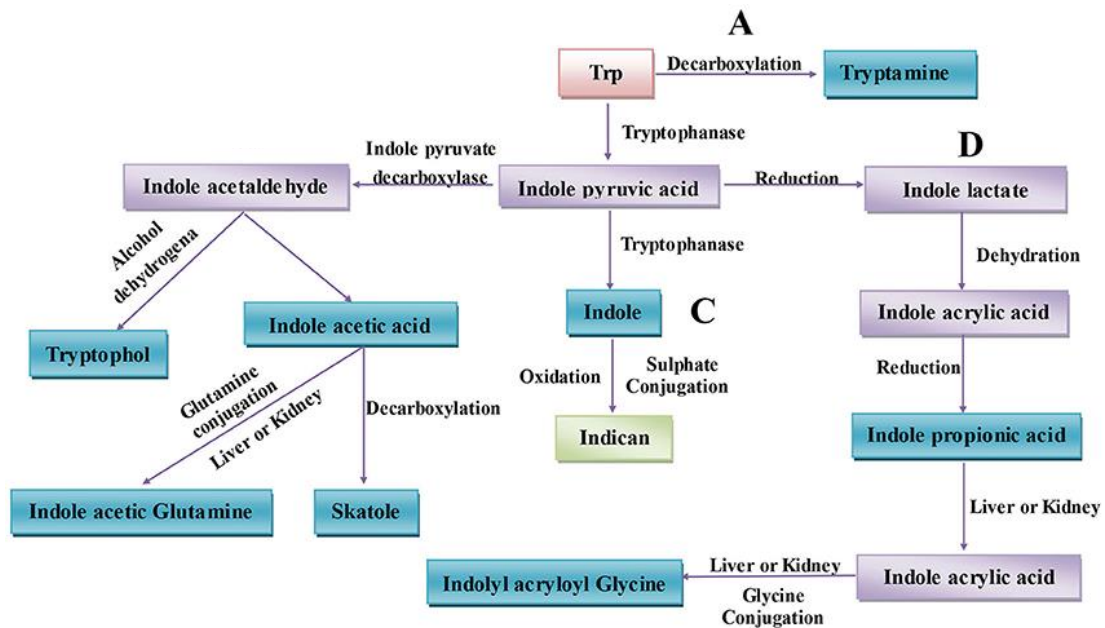 A
Trp
Decarboxylation
Tryptamine
Tryptophanase
D
Indole pyruvate
decarboxylase
Indole acetaldehyde
Indole pyruvic acid
Reduction
Indole lactate
Alcohol
dehydrogena
Tryptophanase
Dehydration
Indole acetic acid
Indole
C
Indole acrylic acid
Tryptophol
Glutamine
conjugation
Liver or Kidney
Decarboxylation
Oxidation
Sulphate
Conjugation
Reduction
Indican
Indole propionic acid
Indole acetic Glutamine
Skatole
Liver or Kidney
Indolyl acryloyl Glycine
Liver or Kidney
Glycine
Conjugation
Indole acrylic acid